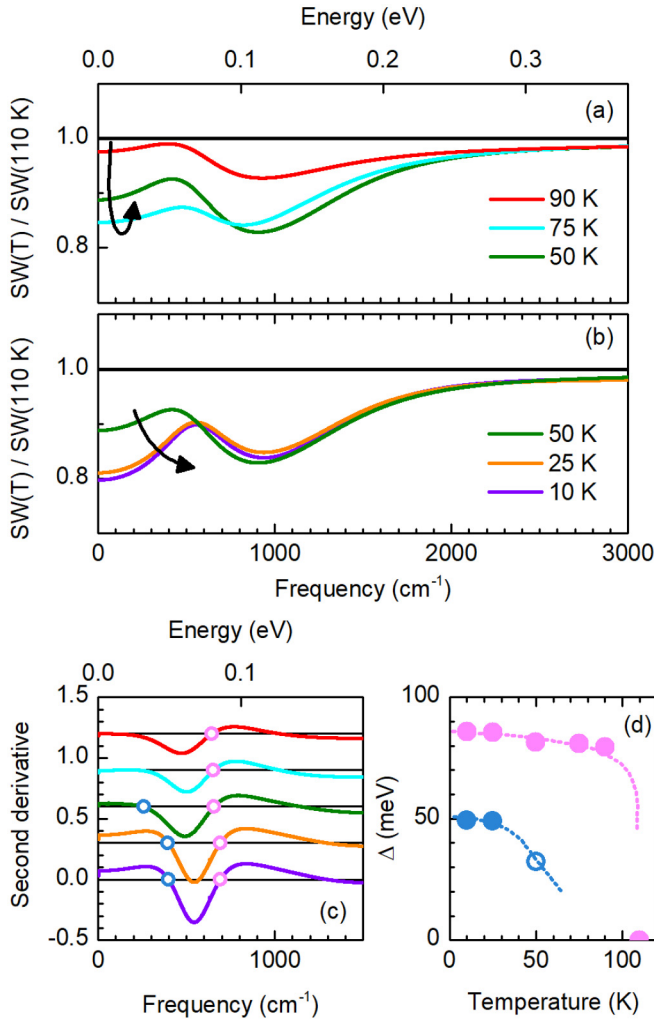 Energy (eV)
0.0 0.1 0.2 0.3
(a)
SW(T) / SW(110 K)
1.0
0.8
90 K
75 K
50 K
(b)
SW(T) / SW(110 K)
1.0
0.8
50 K
25 K
10 K
0 1000 2000 3000
Frequency (cm⁻¹)
Energy (eV)
0.0 0.1
Second derivative
1.5
1.0
0.5
0.0
-0.5
(c)
0 1000
Frequency (cm⁻¹)
(d)
Δ (meV)
100
50
0
0 50 100
Temperature (K)